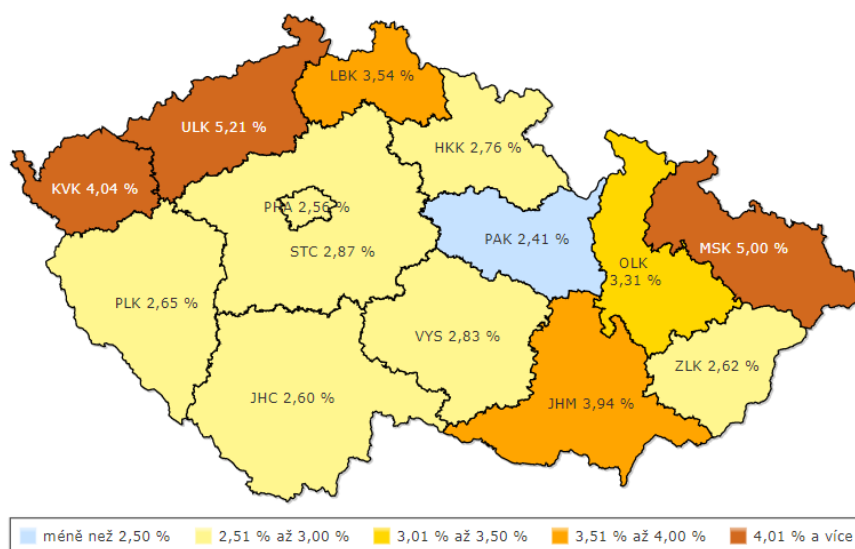 LBK 3,54 %
ULK 5,21 %
HKK 2,76 %
KVK 4,04 %
PRA 2,56 %
PAK 2,41 %
MSK 5,00 %
STC 2,87 %
OLK
3,31 %
PLK 2,65 %
VYS 2,83 %
ZLK 2,62 %
JHC 2,60 %
JHM 3,94 %
méně než 2,50 % 2,51 % až 3,00 % 3,01 % až 3,50 % 3,51 % až 4,00 % 4,01 % a více